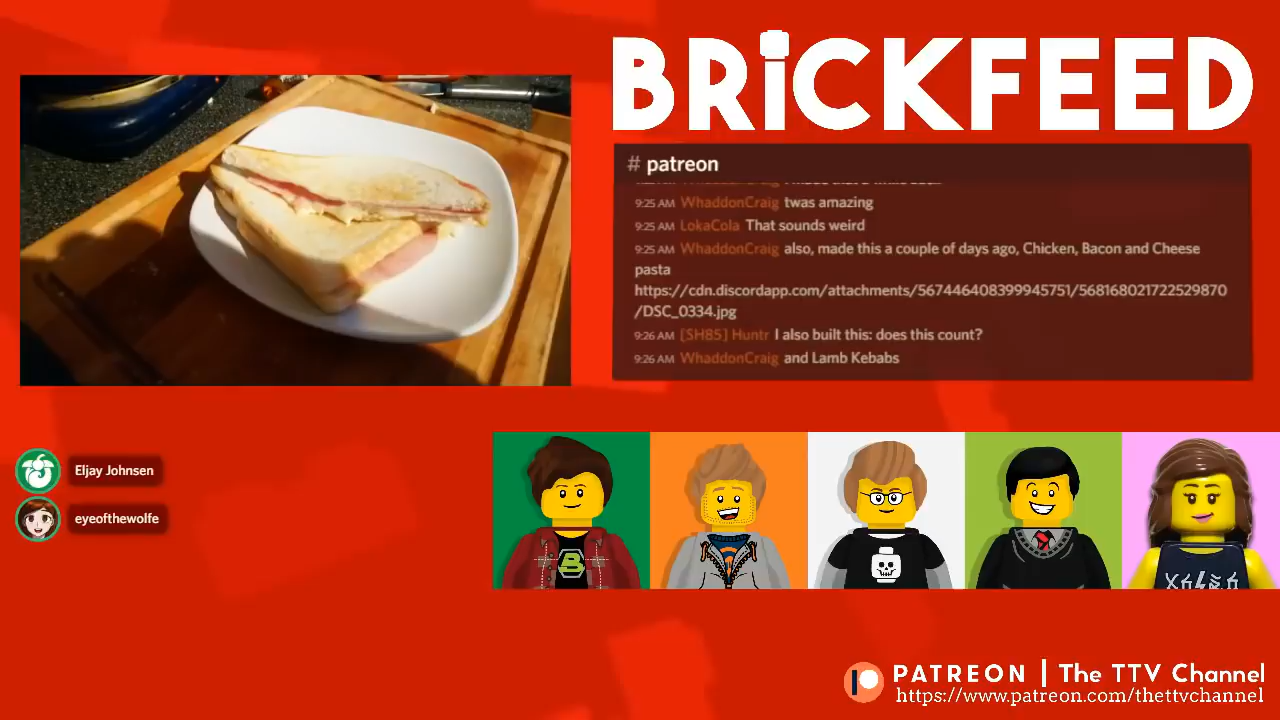 BRiCKFEED
# patreon
9:25 AM WhaddonCraig twas amazing
9:25 AM LokaCola That sounds weird
9:25 AM WhaddonCraig also, made this a couple of days ago, Chicken, Bacon and Cheese
pasta
https://cdn.discordapp.com/attachments/567446408399945751/568168021722529870
/DSC_0334.jpg
9:26 AM [SH85] Huntr I also built this: does this count?
9:26 AM WhaddonCraig and Lamb Kebabs
Eljay Johnsen
eyeofthewolfe
B
PATREON | The TTV Channel
https://www.patreon.com/thettvchannel